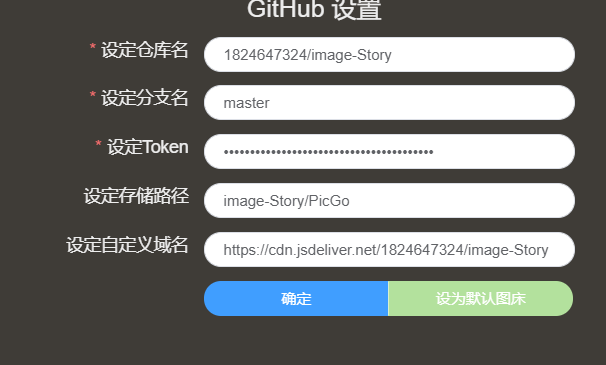 GitHub 设置
* 设定仓库名 1824647324/image-Story
* 设定分支名 master
* 设定Token ••••••••••••••••••••••••••••••••••••••••
设定存储路径 image-Story/PicGo
设定自定义域名 https://cdn.jsdeliver.net/1824647324/image-Story
确定 设为默认图床